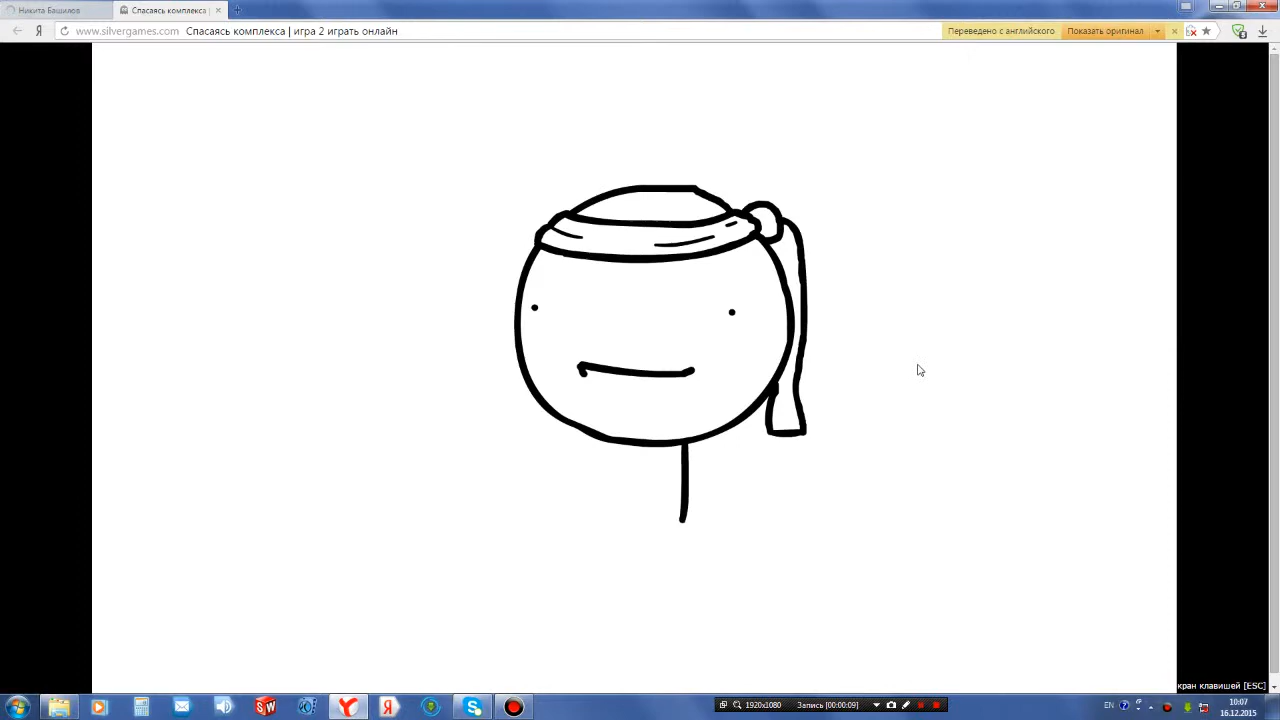 Никита Башилов
Спасаясь комплекса
www.silvergames.com Спасаясь комплекса | игра 2 играть онлайн
Переведено с английского
Показать оригинал
кран клавишей [ESC]
1920x1080 Запись [00:00:09]
EN
10:07
16.12.2015